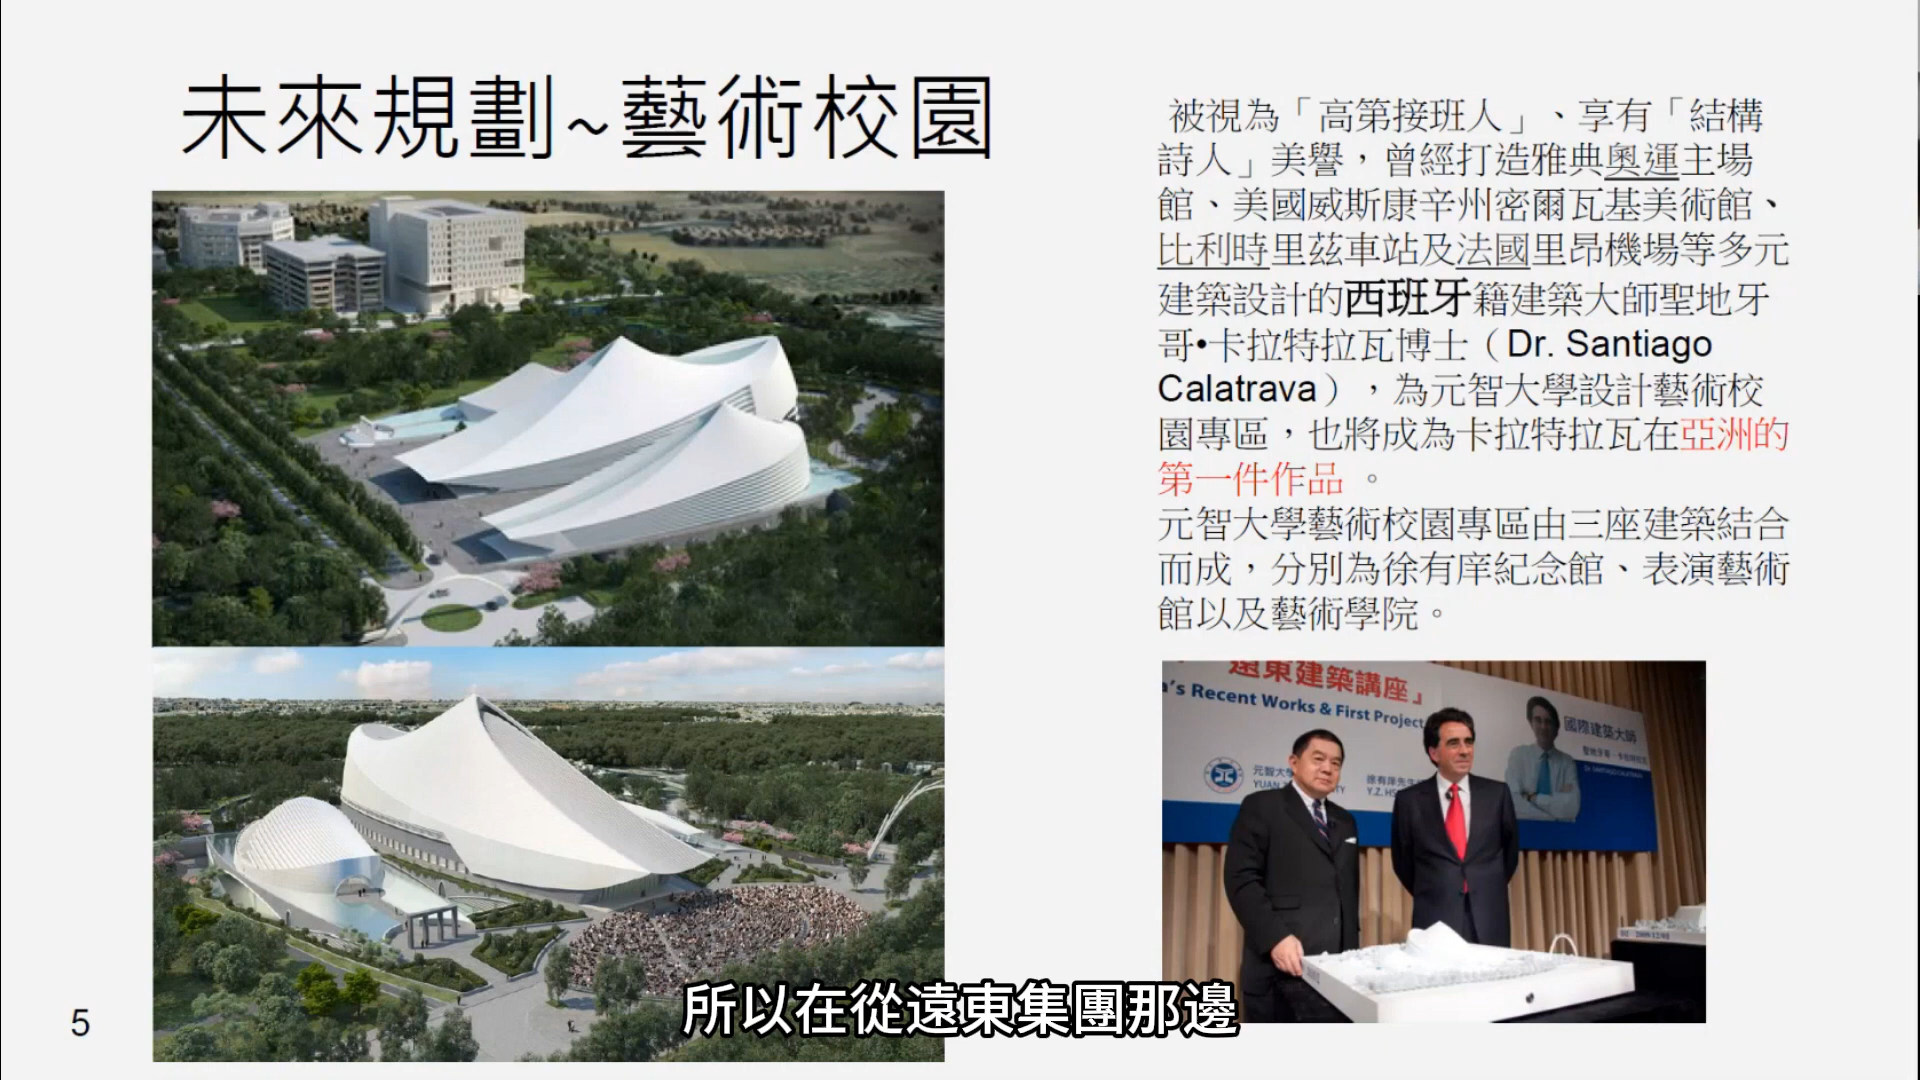 未來規劃~藝術校園
被視為「高第接班人」、享有「結構
詩人」美譽，曾經打造雅典奧運主場
館、美國威斯康辛州密爾瓦基美術館、
比利時里茲車站及法國里昂機場等多元
建築設計的西班牙籍建築大師聖地牙
哥•卡拉特拉瓦博士（Dr. Santiago
Calatrava），為元智大學設計藝術校
園專區，也將成為卡拉特拉瓦在亞洲的
第一件作品。
元智大學藝術校園專區由三座建築結合
而成，分別為徐有庠紀念館、表演藝術
館以及藝術學院。
遠東建築講座」
's Recent Works & First Project
國際建築大師
元智大
徐有庠先生
YUAN
Y.Z. HS
所以在從遠東集團那邊
5